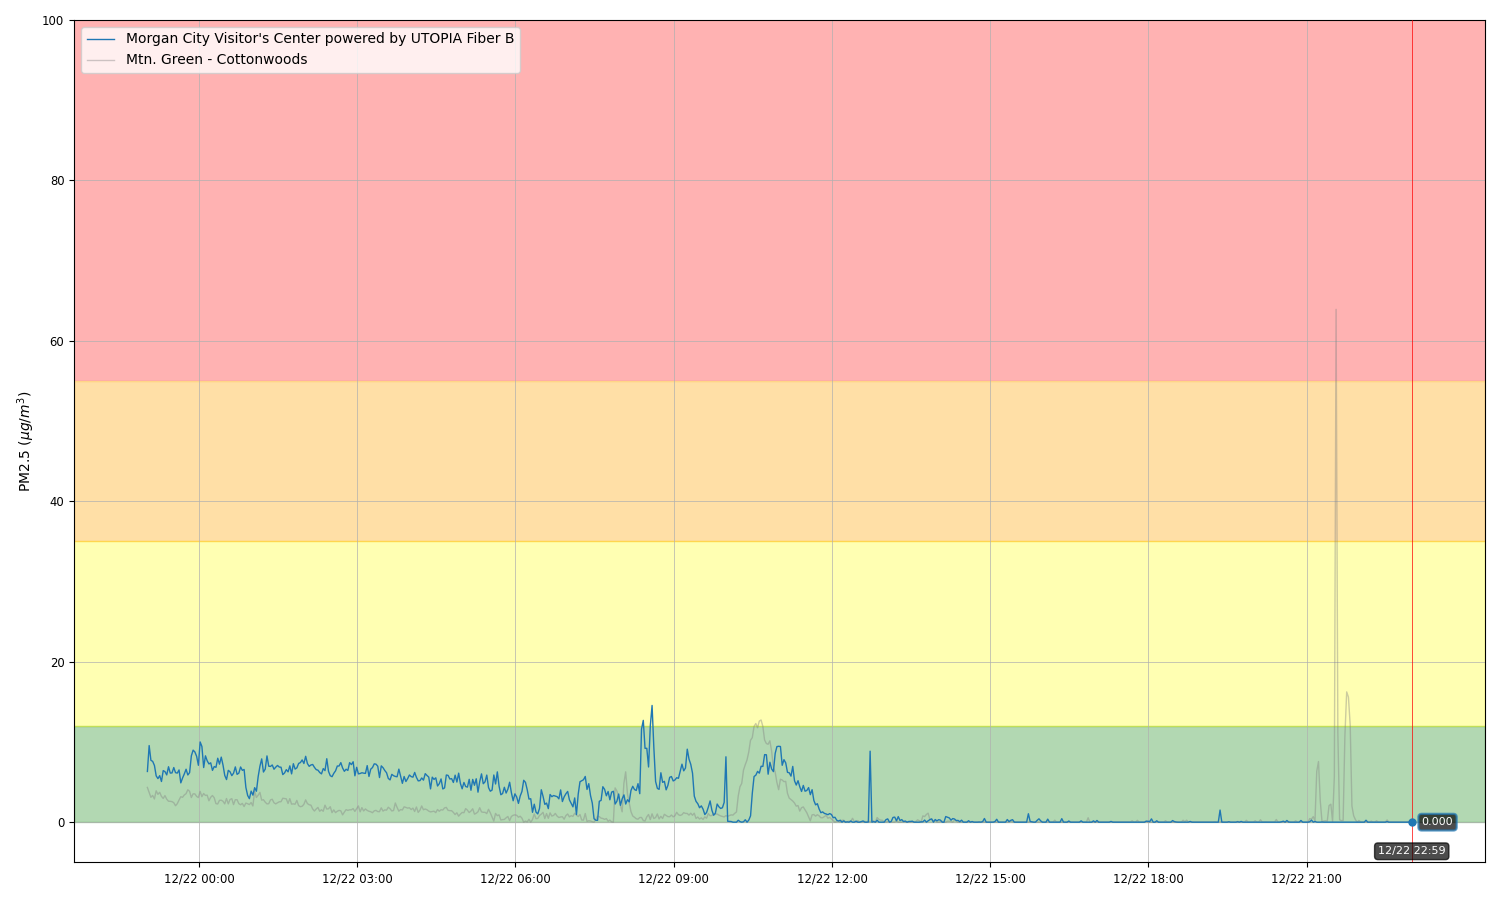 100
Morgan City Visitor's Center powered by UTOPIA Fiber B
Mtn. Green - Cottonwoods
80
60
PM2.5 (μg/m³)
40
20
0
0.000
12/22 22:59
12/22 00:00 12/22 03:00 12/22 06:00 12/22 09:00 12/22 12:00 12/22 15:00 12/22 18:00 12/22 21:00